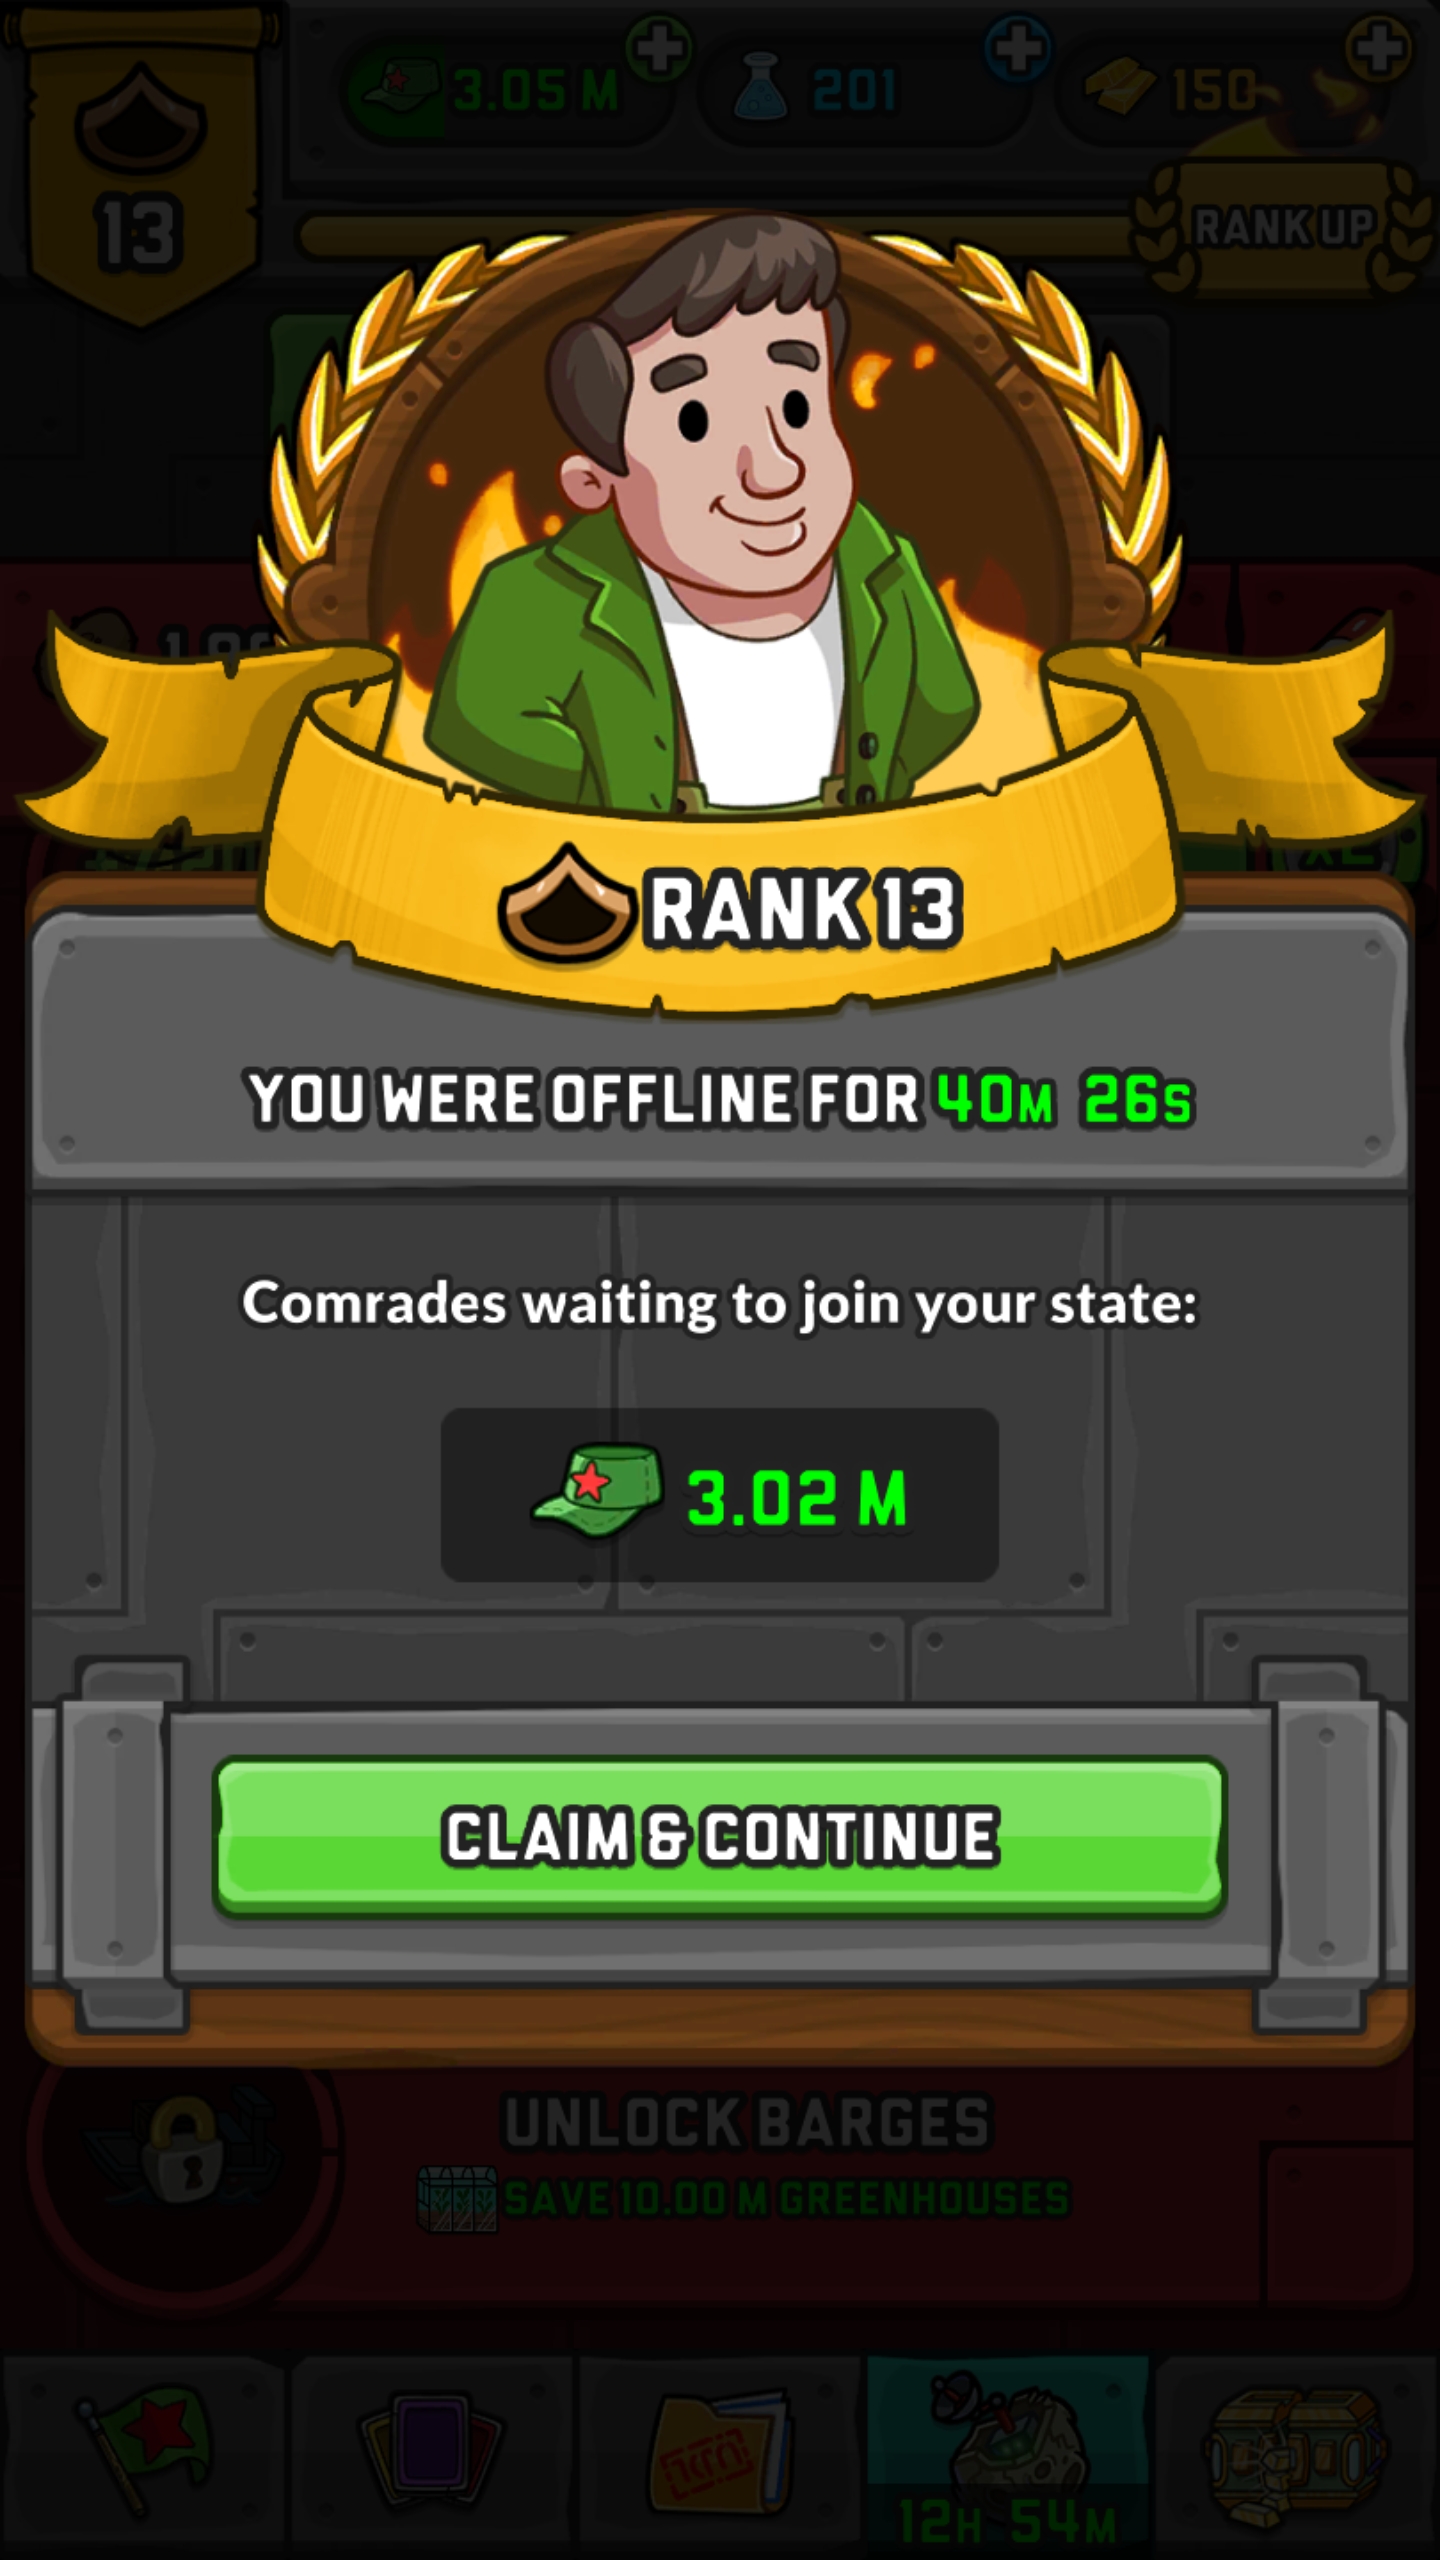 3.05 M
201
150
13
RANK UP
RANK 13
YOU WERE OFFLINE FOR 40M 26S
Comrades waiting to join your state:
3.02 M
CLAIM & CONTINUE
UNLOCK BARGES
SAVE 10.00 M GREENHOUSES
12H 54M